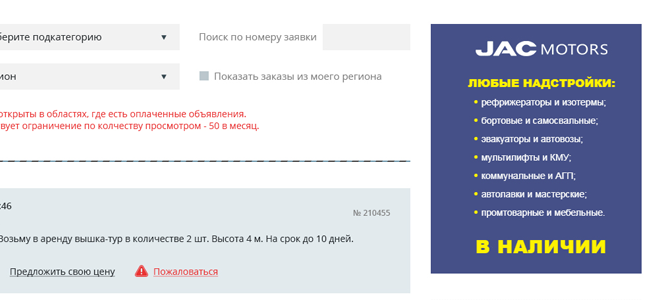 берите подкатегорию
▼
Поиск по номеру заявки
ион
▼
Показать заказы из моего региона
открыты в областях, где есть оплаченные объявления.
вует ограничение по колчеству просмотром - 50 в месяц.
:46
№ 210455
Возьму в аренду вышка-тур в количестве 2 шт. Высота 4 м. На срок до 10 дней.
Предложить свою цену
Пожаловаться
JAC MOTORS
ЛЮБЫЕ НАДСТРОЙКИ:
• рефрижераторы и изотермы;
• бортовые и самосвальные;
• эвакуаторы и автовозы;
• мультилифты и КМУ;
• коммунальные и АГП;
• автолавки и мастерские;
• промтоварные и мебельные.
В НАЛИЧИИ